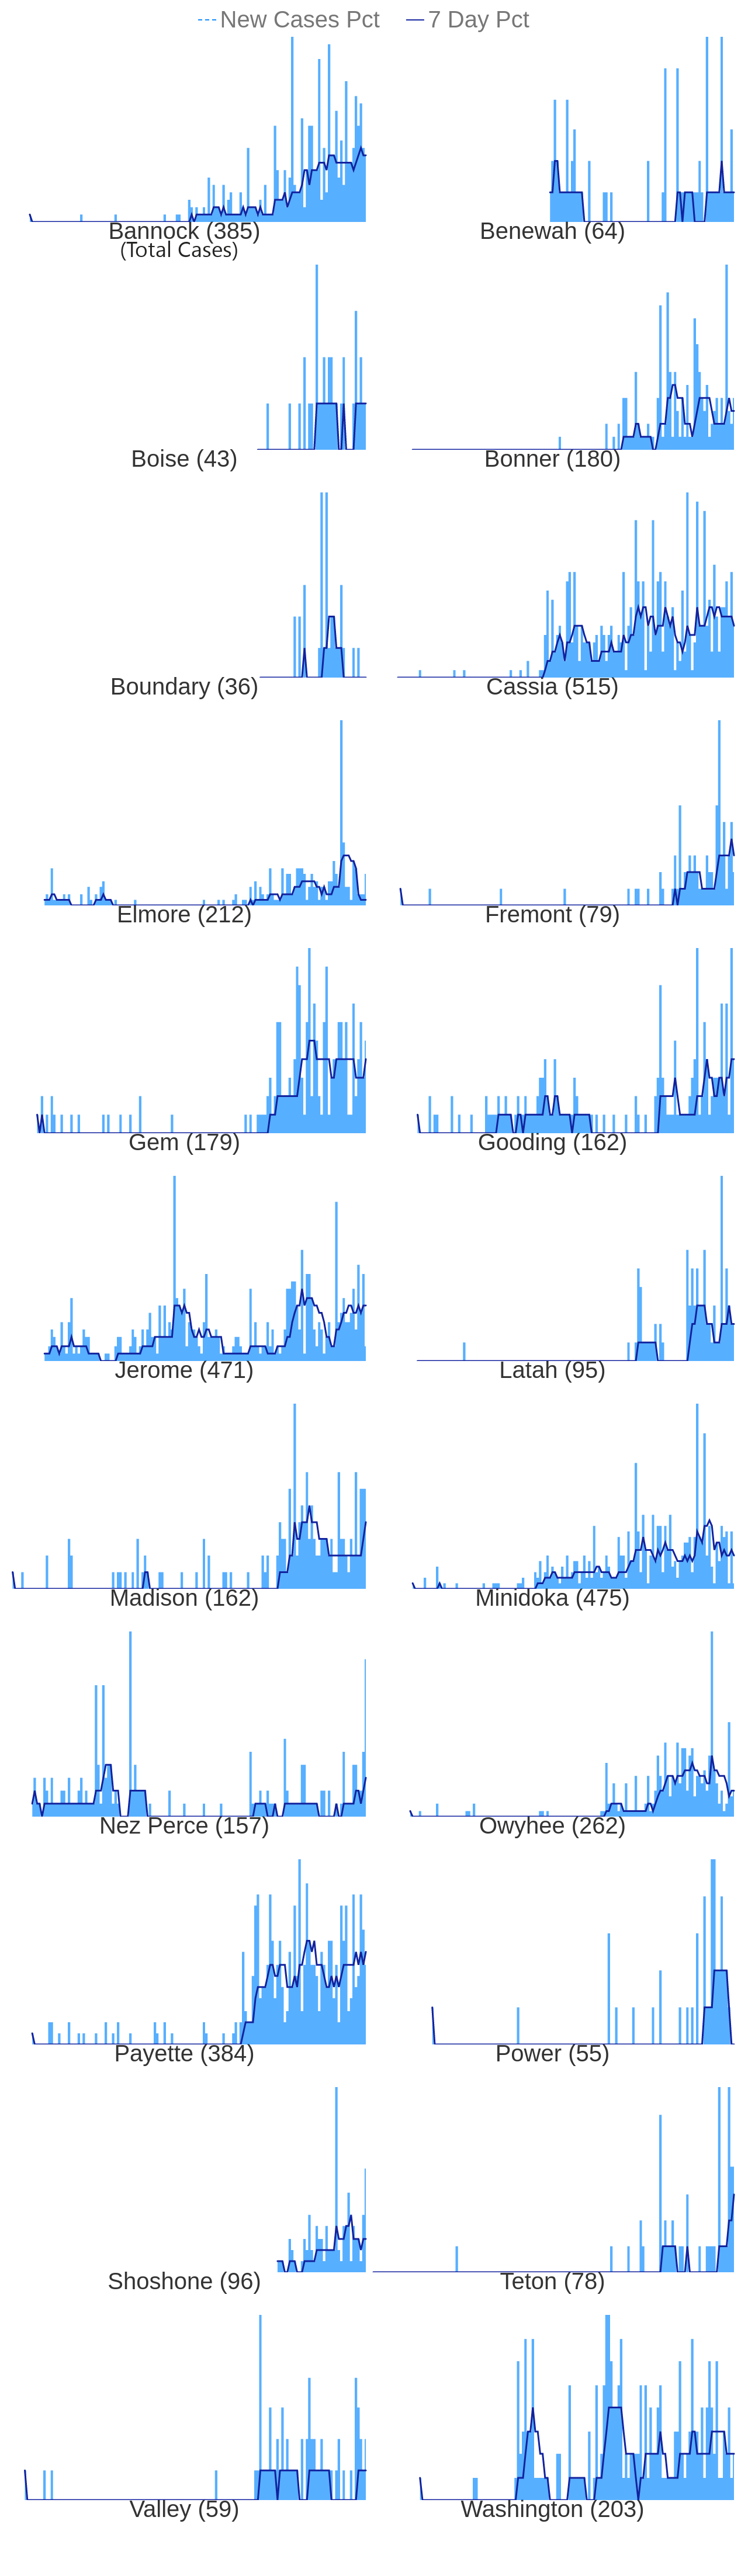 New Cases Pct 7 Day Pct
Bannock (385) Benewah (64)
(Total Cases)
Boise (43) Bonner (180)
Boundary (36) Cassia (515)
Elmore (212) Fremont (79)
Gem (179) Gooding (162)
Jerome (471) Latah (95)
Madison (162) Minidoka (475)
Nez Perce (157) Owyhee (262)
Payette (384) Power (55)
Shoshone (96) Teton (78)
Valley (59) Washington (203)